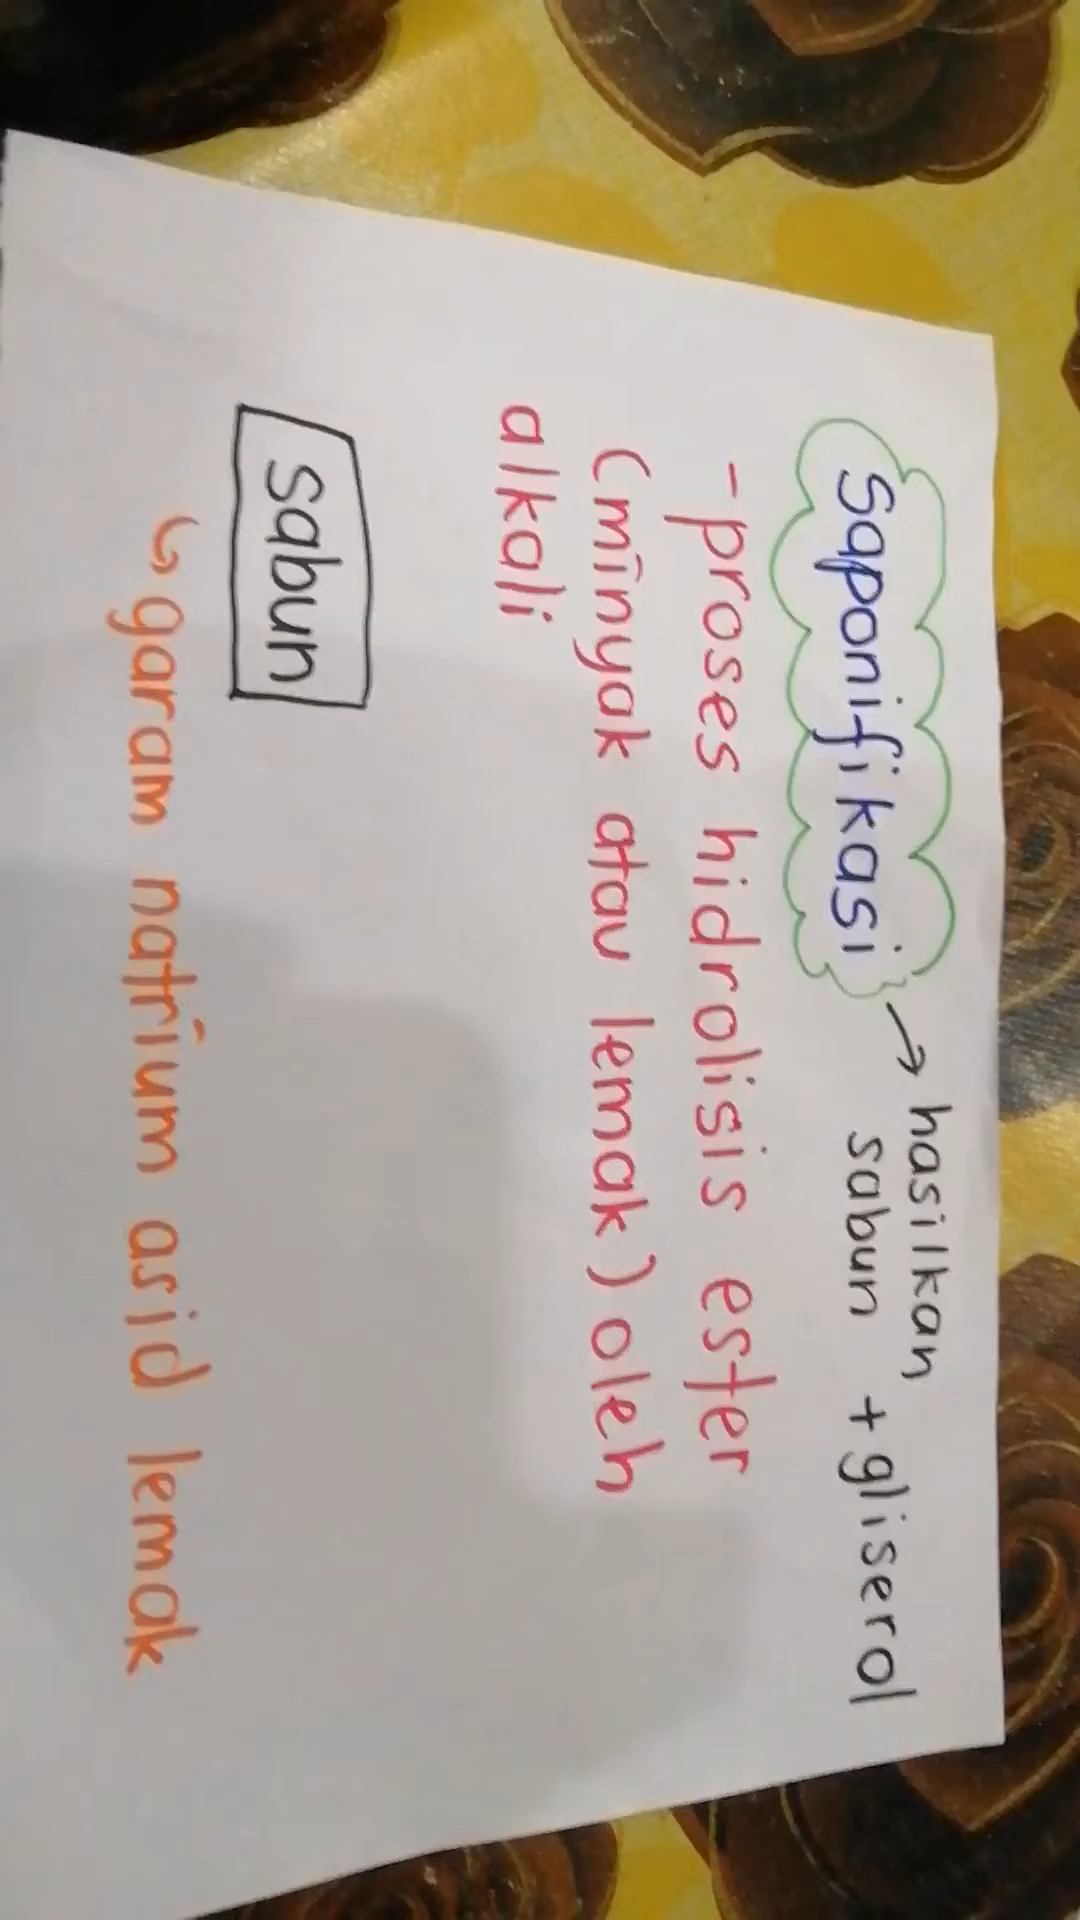 Saponifikasi → hasilkan
sabun + gliserol
- proses hidrolisis ester
(minyak atau lemak) oleh
alkali
sabun
↳ garam natrium asid lemak